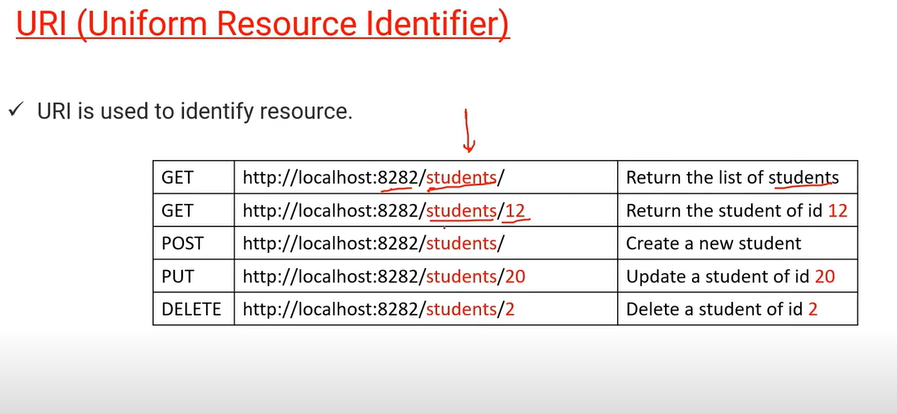 URI (Uniform Resource Identifier)
✓ URI is used to identify resource.
GET http://localhost:8282/students/ Return the list of students
GET http://localhost:8282/students/12 Return the student of id 12
POST http://localhost:8282/students/ Create a new student
PUT http://localhost:8282/students/20 Update a student of id 20
DELETE http://localhost:8282/students/2 Delete a student of id 2